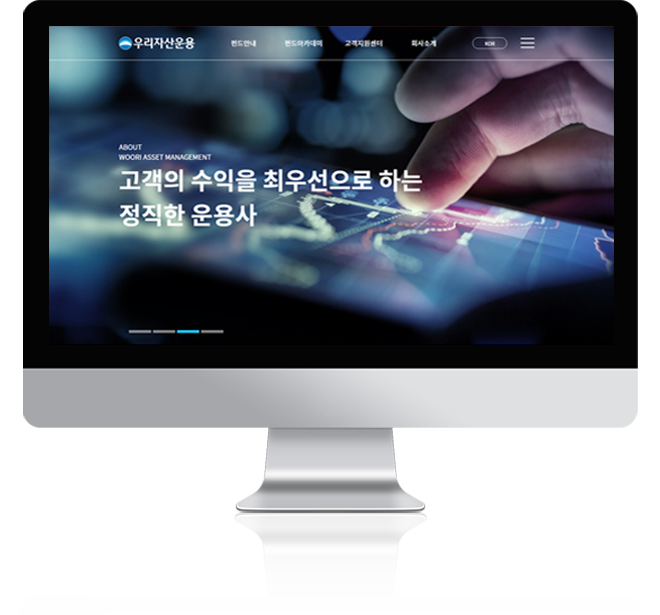 우리자산운용
펀드안내 펀드아카데미 고객지원센터 회사소개 KOR
ABOUT
WOORI ASSET MANAGEMENT
고객의 수익을 최우선으로 하는
정직한 운용사